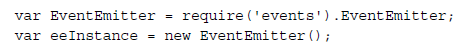 var EventEmitter = require('events').EventEmitter;
var eeInstance = new EventEmitter();